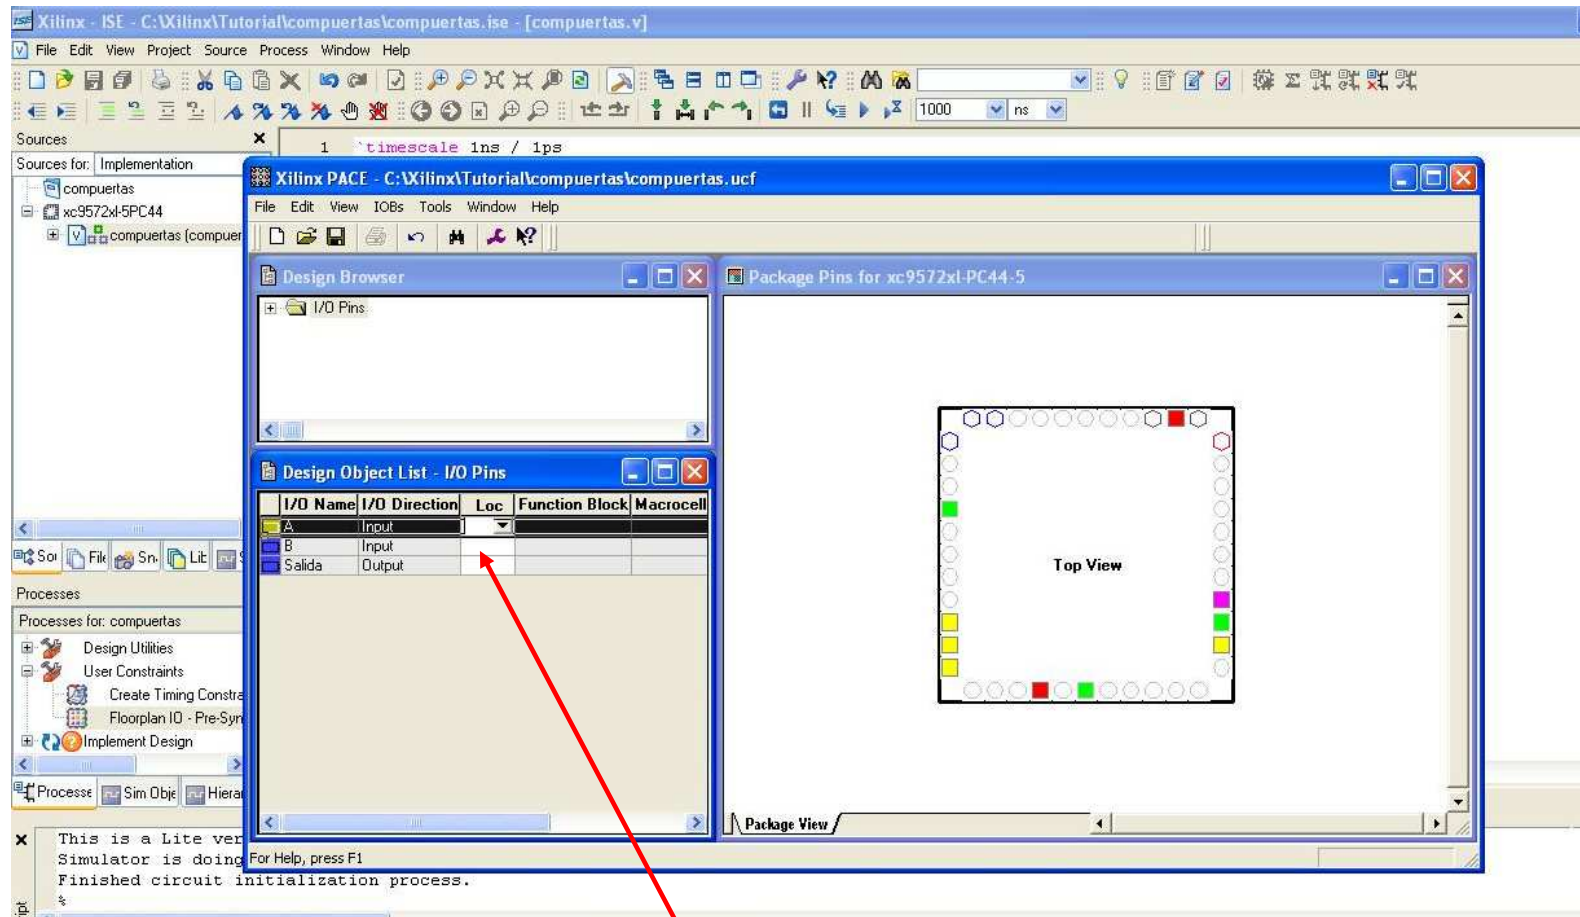 Xilinx - ISE - C:\Xilinx\Tutorial\compuertas\compuertas.ise - [compuertas.v]
File Edit View Project Source Process Window Help
1000 ns
Sources
Sources for: Implementation
compuertas
xc9572xl-5PC44
compuertas (compuer
1 `timescale 1ns / 1ps
Xilinx PACE - C:\Xilinx\Tutorial\compuertas\compuertas.ucf
File Edit View IOBs Tools Window Help
Design Browser
I/O Pins
Design Object List - I/O Pins
I/O Name I/O Direction Loc Function Block Macrocell
A Input
B Input
Salida Output
Package Pins for xc9572xl-PC44-5
Top View
Package View
For Help, press F1
Sou File Sn. Lib
Processes
Processes for: compuertas
Design Utilities
User Constraints
Create Timing Constra
Floorplan IO - Pre-Syn
Implement Design
Processe Sim Obje Hierar
This is a Lite ver
Simulator is doing
Finished circuit initialization process.
%